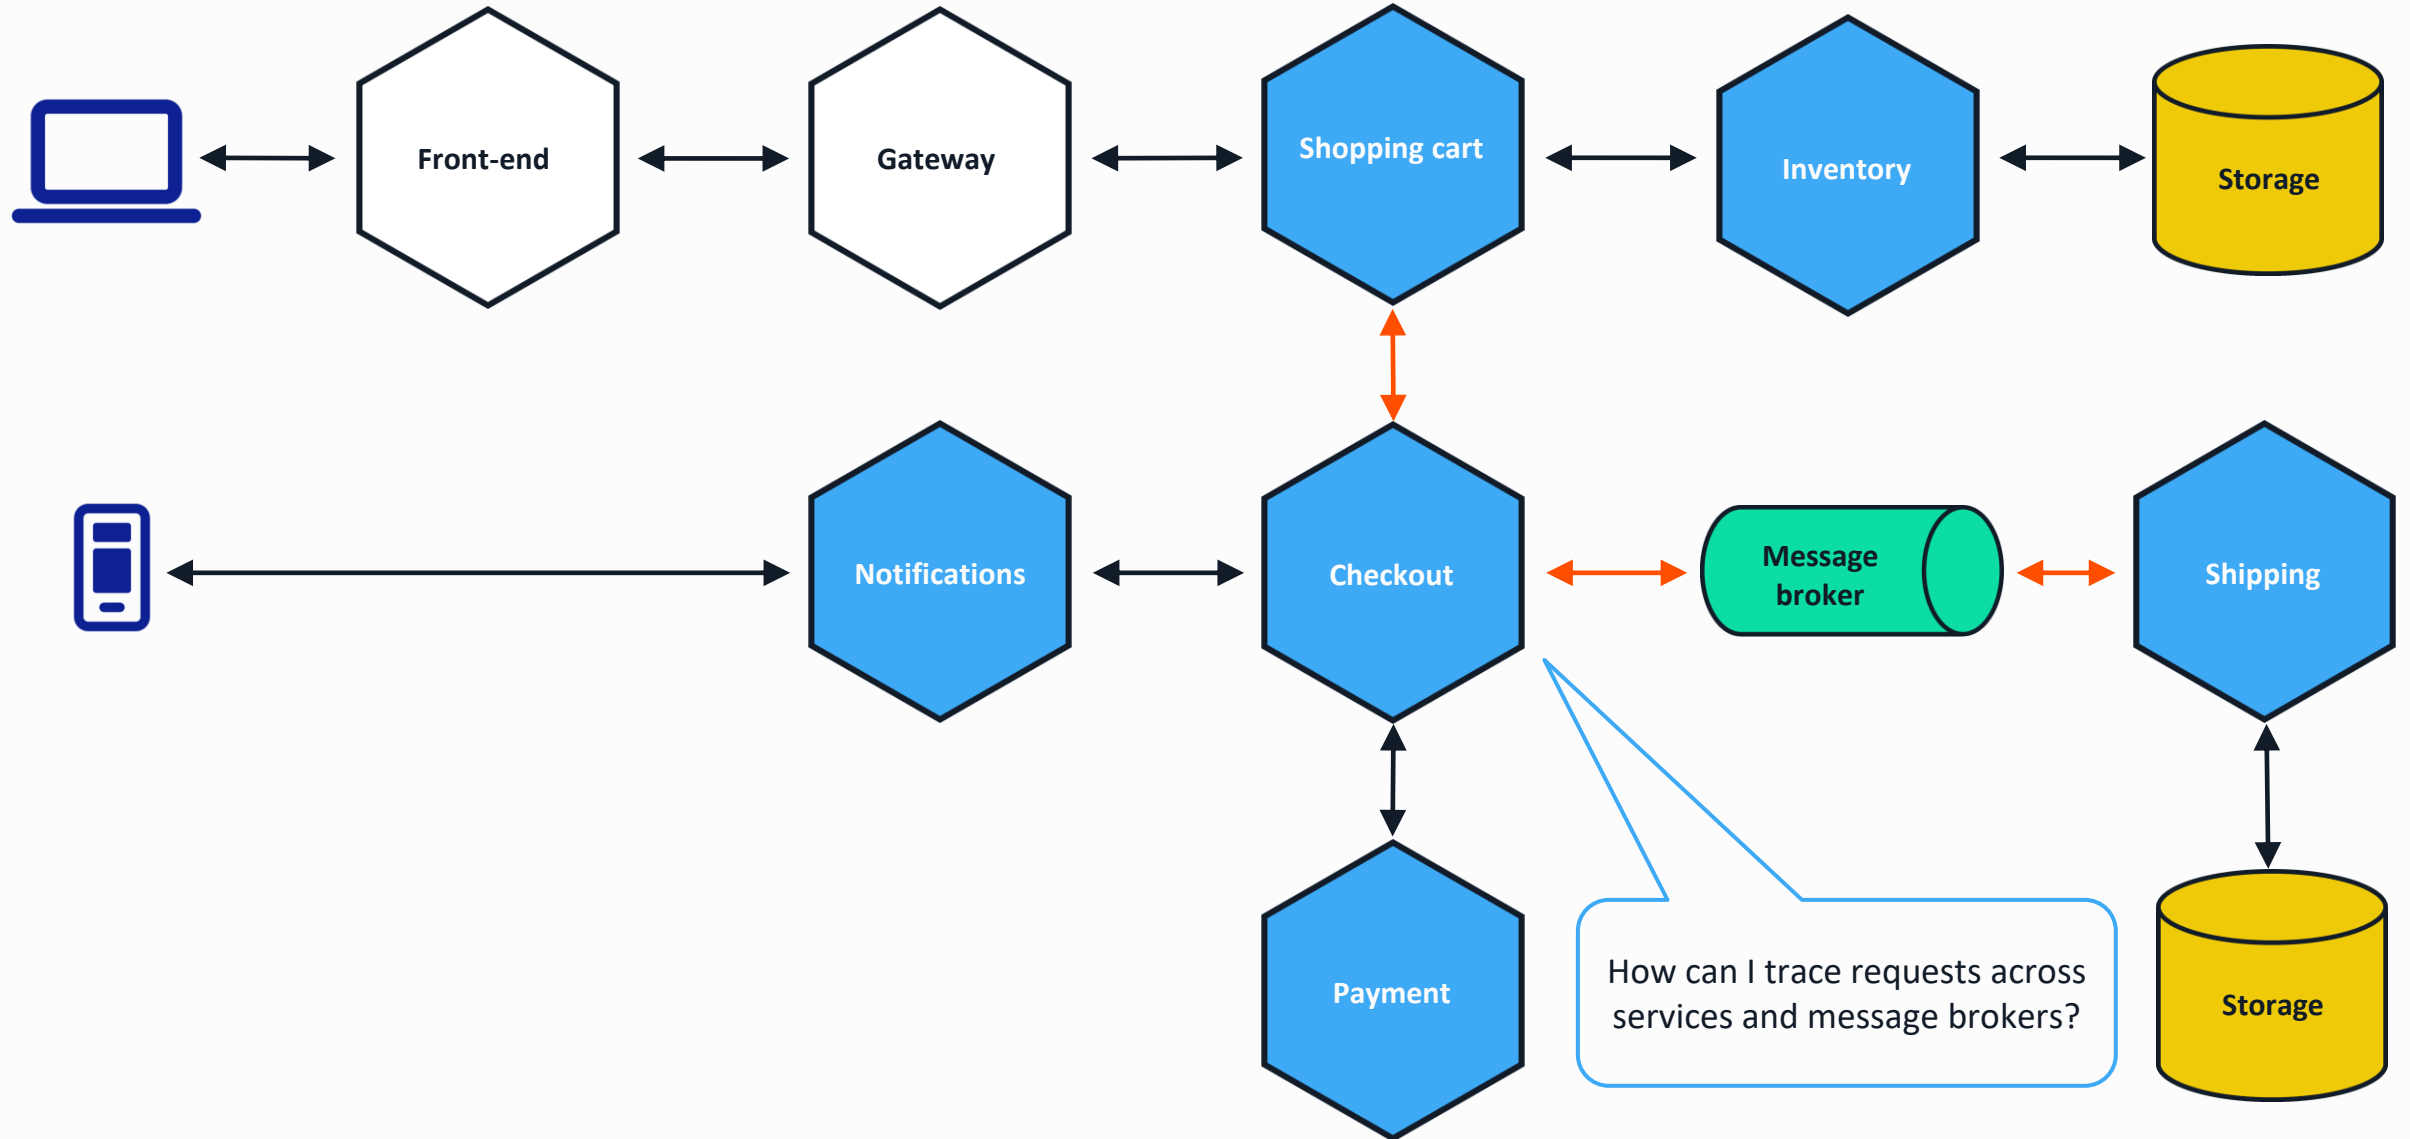 Front-end
Gateway
Shopping cart
Inventory
Storage
Notifications
Checkout
Message
broker
Shipping
Payment
How can I trace requests across
services and message brokers?
Storage